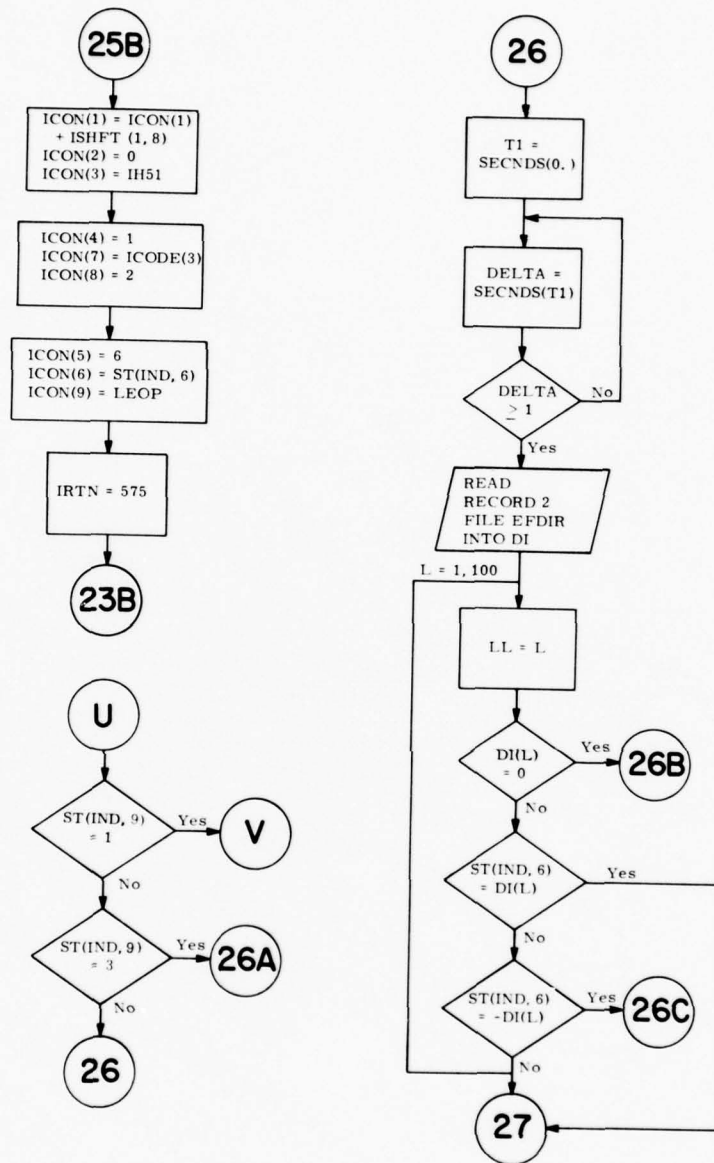 25B
ICON(1) = ICON(1)
+ ISHFT (1, 8)
ICON(2) = 0
ICON(3) = IH51
ICON(4) = 1
ICON(7) = ICODE(3)
ICON(8) = 2
ICON(5) = 6
ICON(6) = ST(IND, 6)
ICON(9) = LEOP
IRTN = 575
23B
U
ST(IND, 9)
= 1
Yes
V
No
ST(IND, 9)
= 3
Yes
26A
No
26
26
T1 =
SECNDS(0. )
DELTA =
SECNDS(T1)
DELTA
≥ 1
No
Yes
READ
RECORD 2
FILE EFDIR
INTO DI
L = 1, 100
LL = L
DI(L)
= 0
Yes
26B
No
ST(IND, 6)
= DI(L)
Yes
No
ST(IND, 6)
= -DI(L)
Yes
26C
No
27